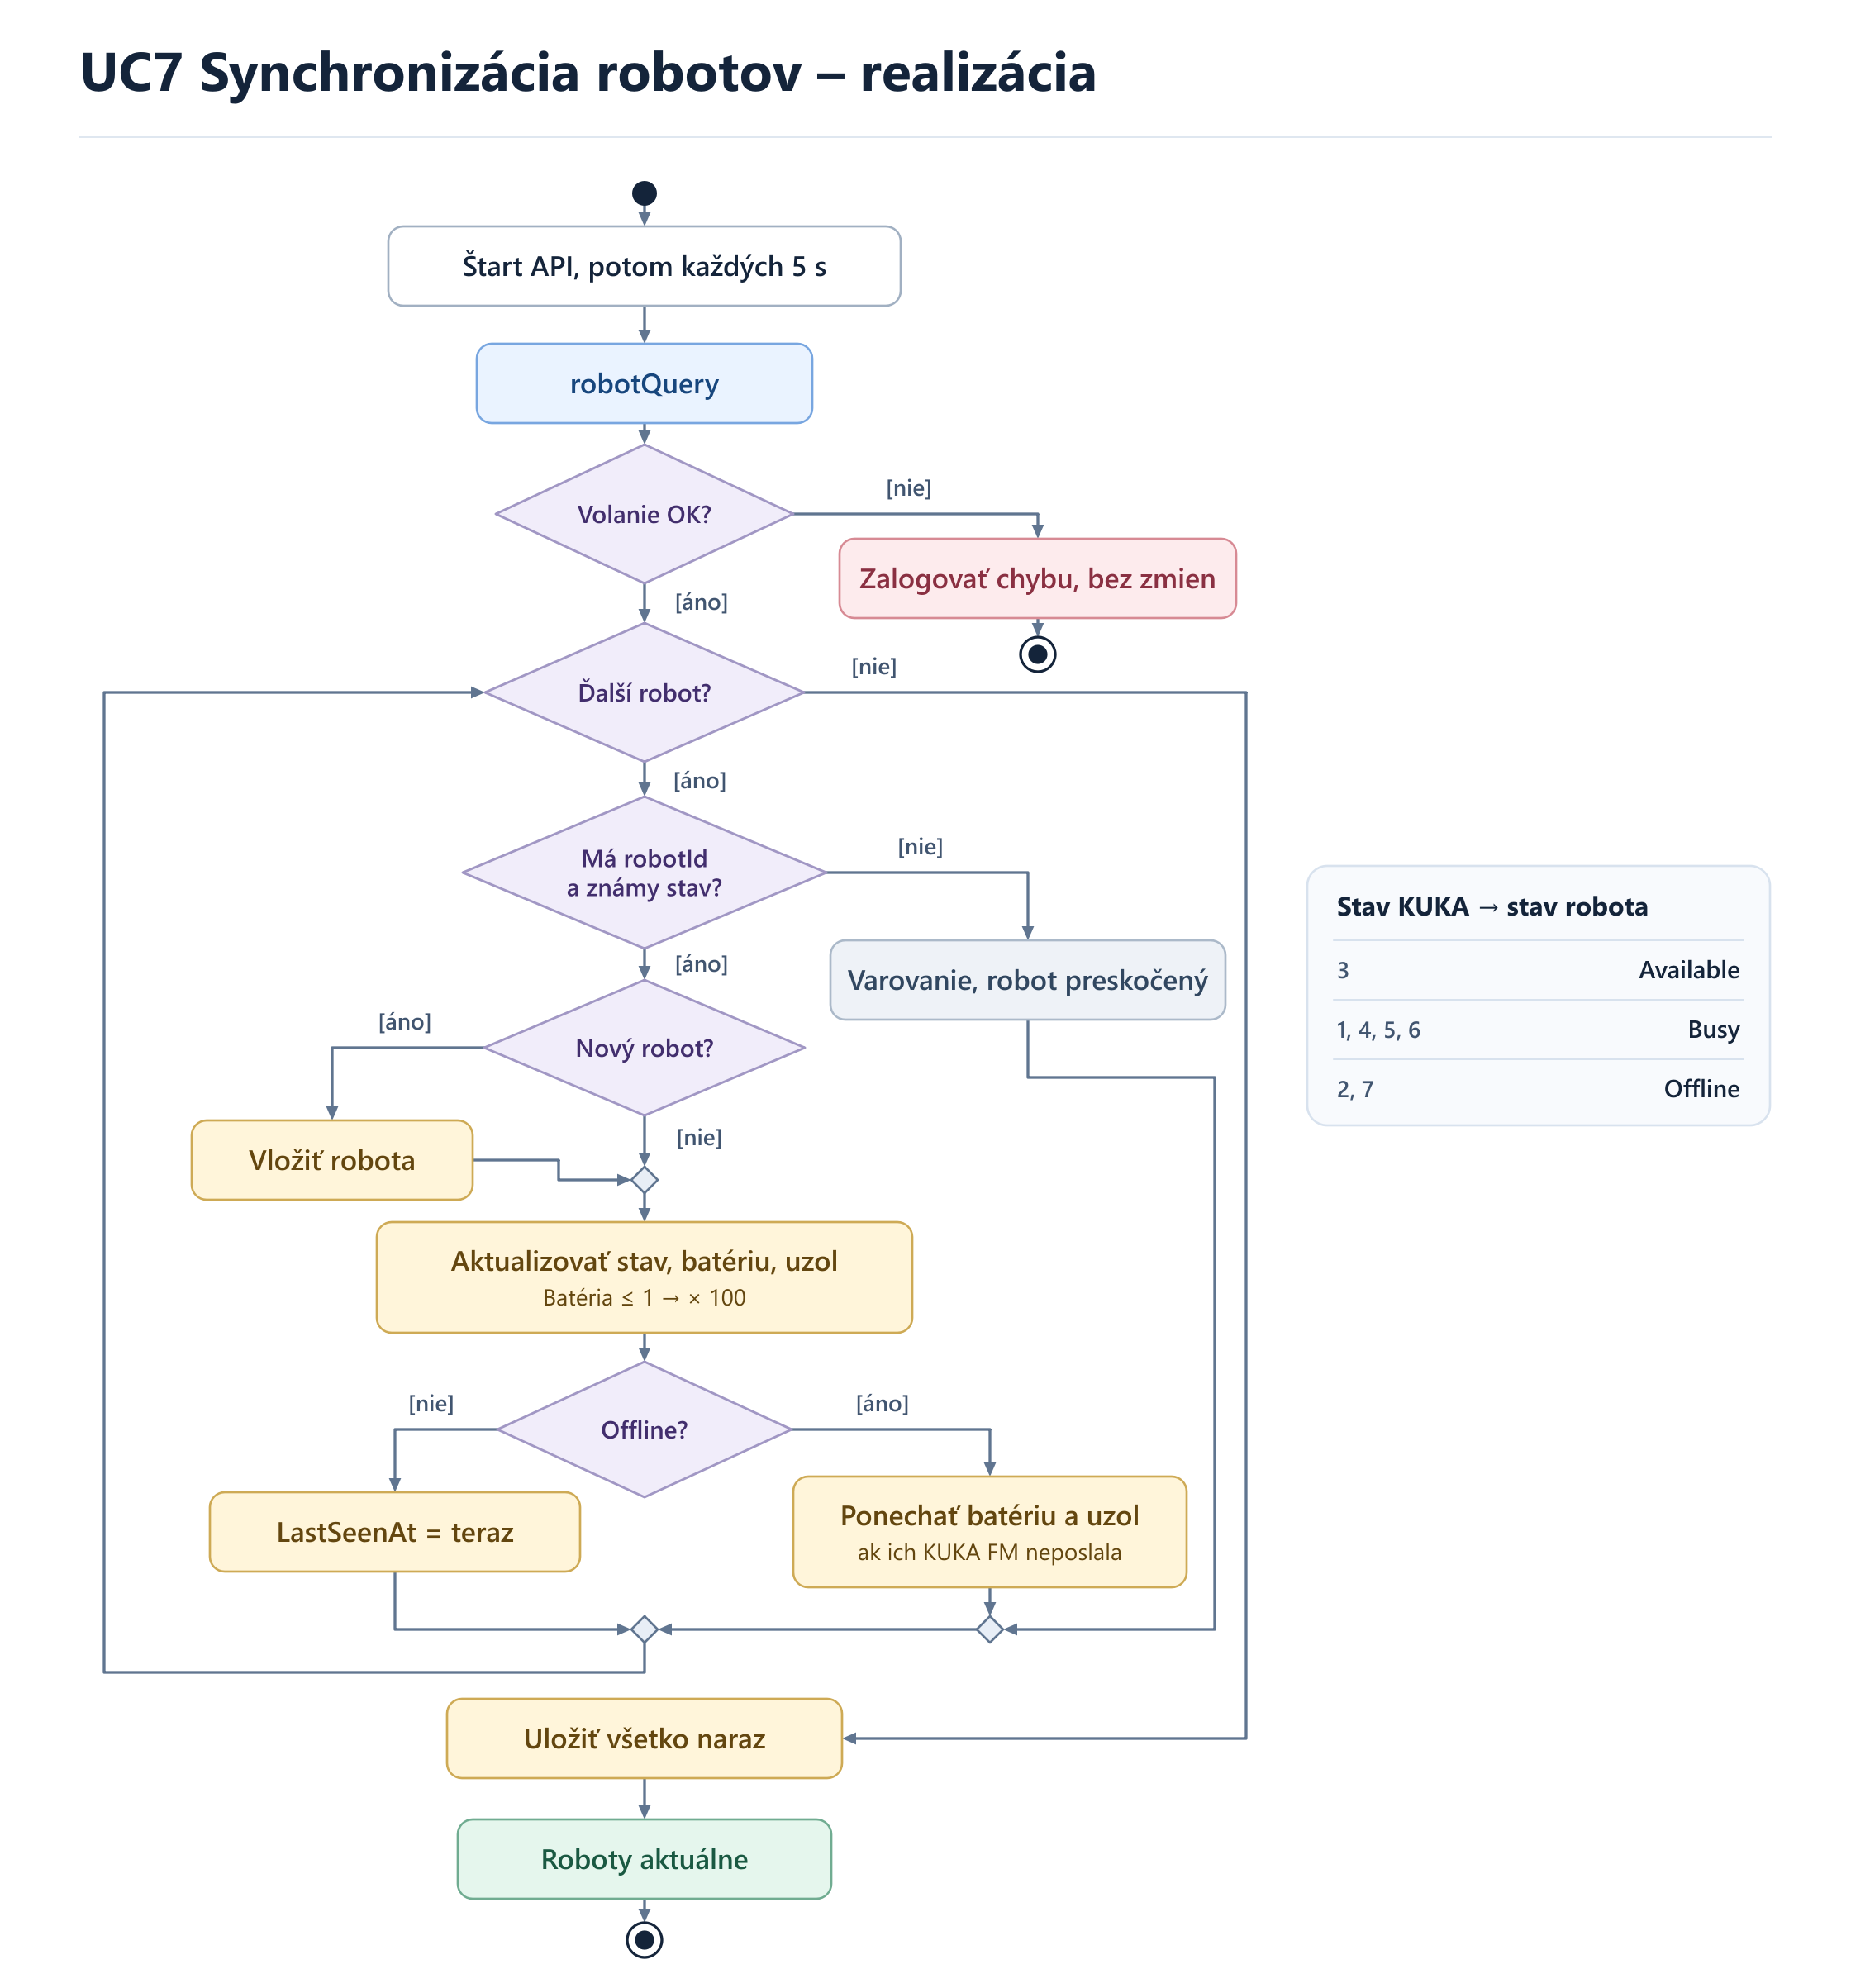 UC7 Synchronizácia robotov – realizácia
Štart API, potom každých 5 s
robotQuery
Volanie OK?
[nie]
Zalogovať chybu, bez zmien
[áno]
Ďalší robot?
[nie]
[áno]
Má robotId
a známy stav?
[nie]
Varovanie, robot preskočený
[áno]
Nový robot?
[áno]
Vložiť robota
[nie]
Aktualizovať stav, batériu, uzol
Batéria ≤ 1 → × 100
Offline?
[nie]
[áno]
LastSeenAt = teraz
Ponechať batériu a uzol
ak ich KUKA FM neposlala
Uložiť všetko naraz
Roboty aktuálne
Stav KUKA → stav robota
3 Available
1, 4, 5, 6 Busy
2, 7 Offline